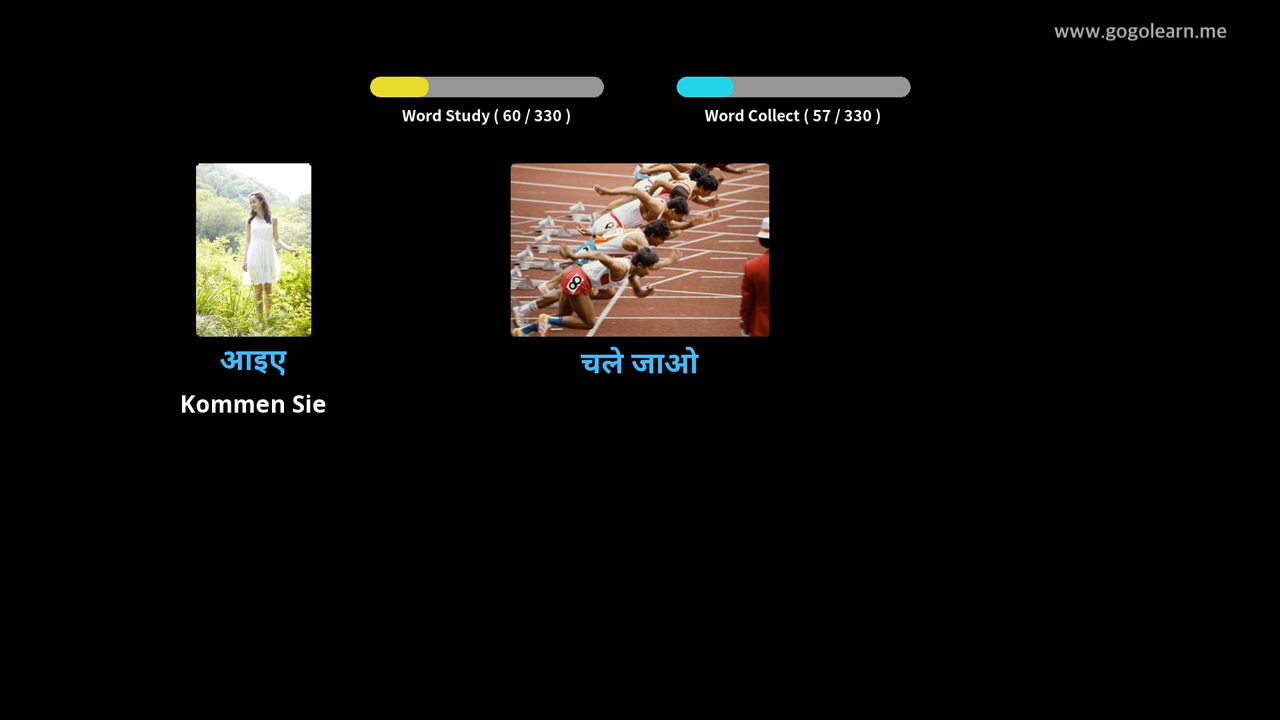 www.gogolearn.me
Word Study ( 60 / 330 )
Word Collect ( 57 / 330 )
आइए
चले जाओ
Kommen Sie